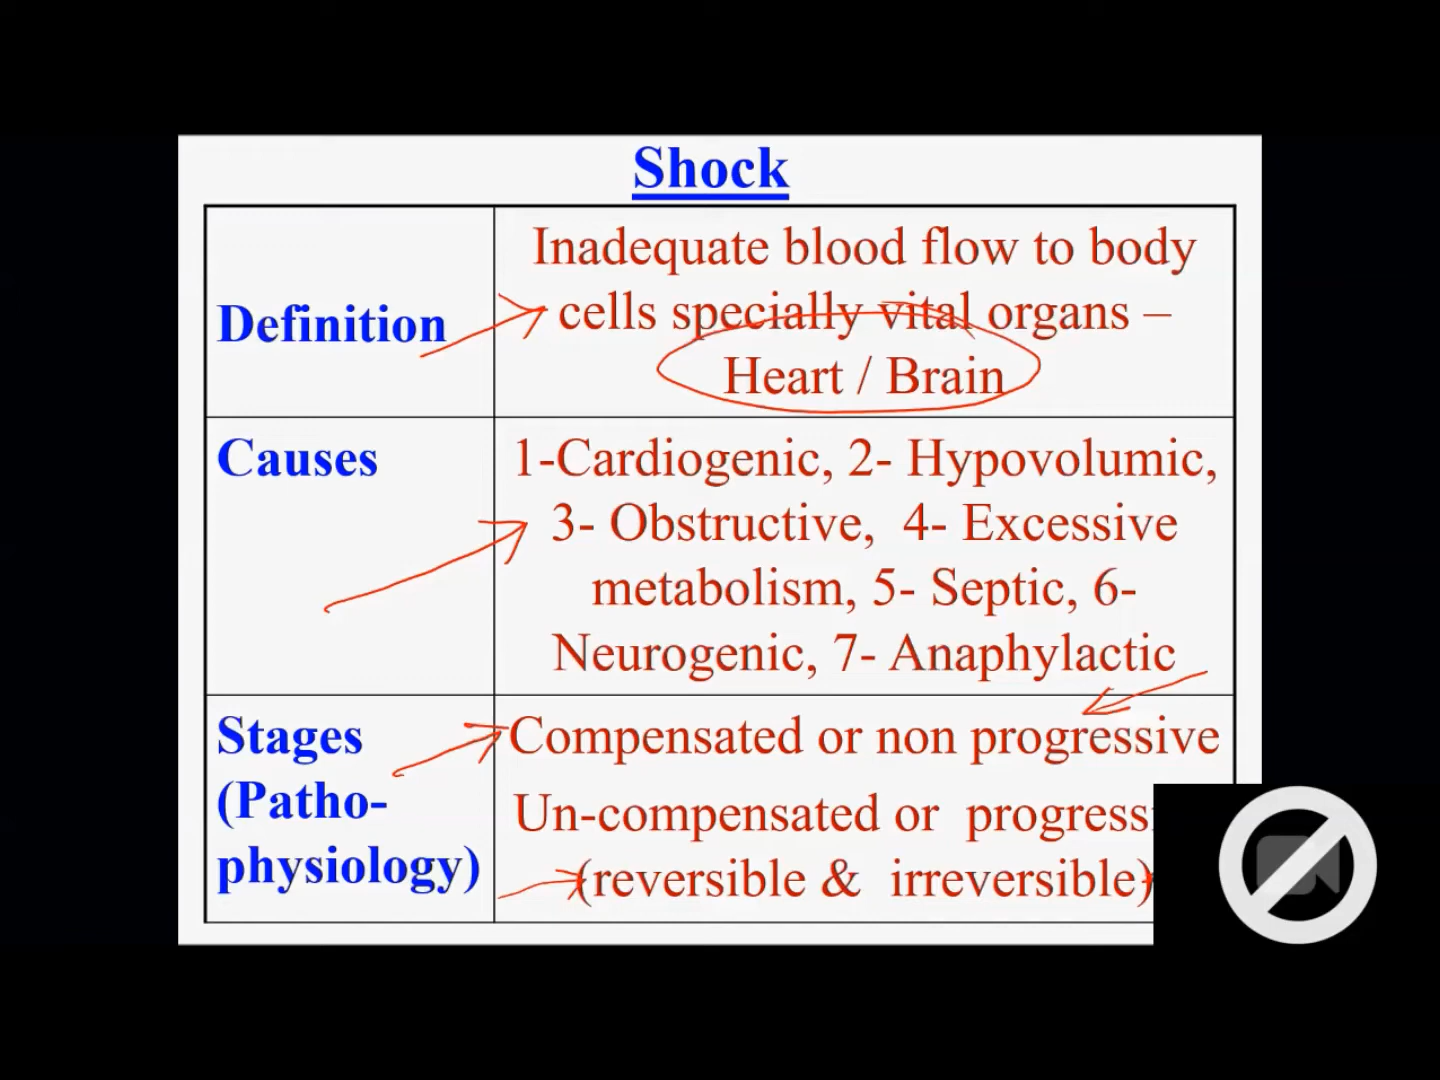 Shock
Definition
Inadequate blood flow to body
cells specially vital organs –
Heart / Brain
Causes
1-Cardiogenic, 2- Hypovolumic,
3- Obstructive, 4- Excessive
metabolism, 5- Septic, 6-
Neurogenic, 7- Anaphylactic
Stages
(Patho-
physiology)
Compensated or non progressive
Un-compensated or progressi
(reversible & irreversible)